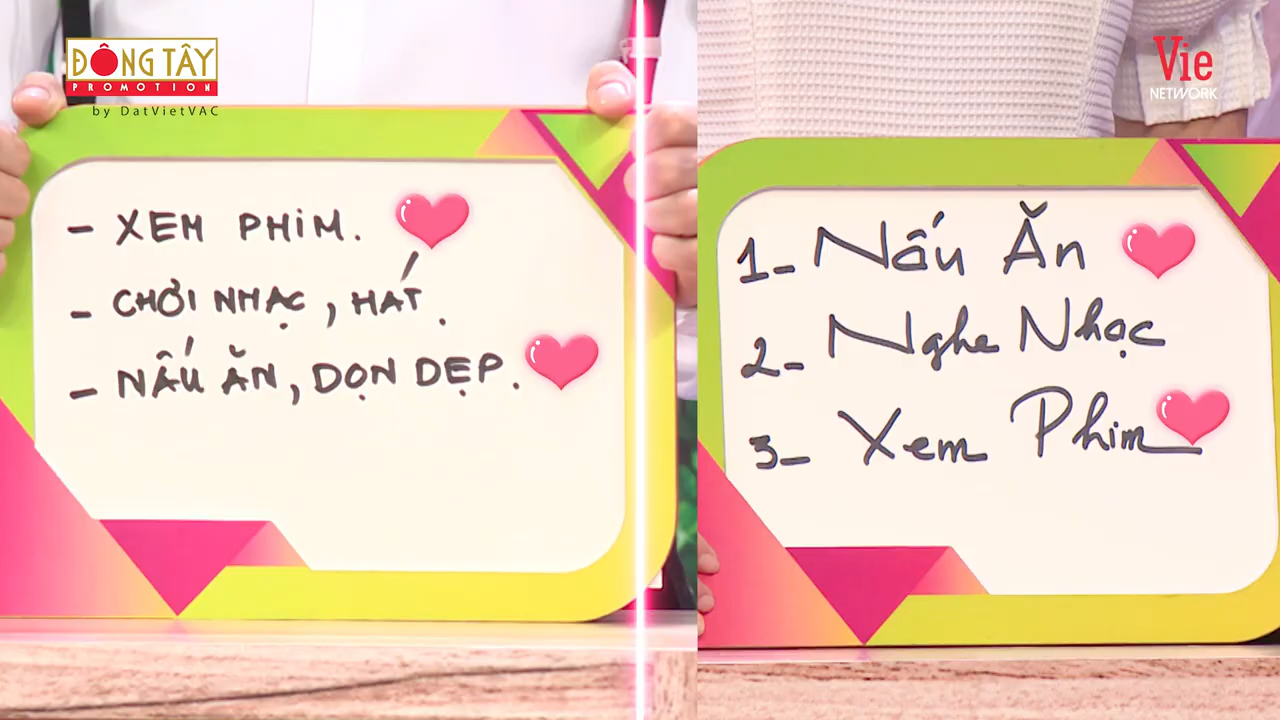 ĐÔNG TÂY
PROMOTION
by DatVietVAC
Vie
NETWORK
- XEM PHIM.
- CHƠI NHẠC, HÁT.
- NẤU ĂN, DỌN DẸP.
1- Nấu Ăn
2- Nghe Nhạc
3- Xem Phim